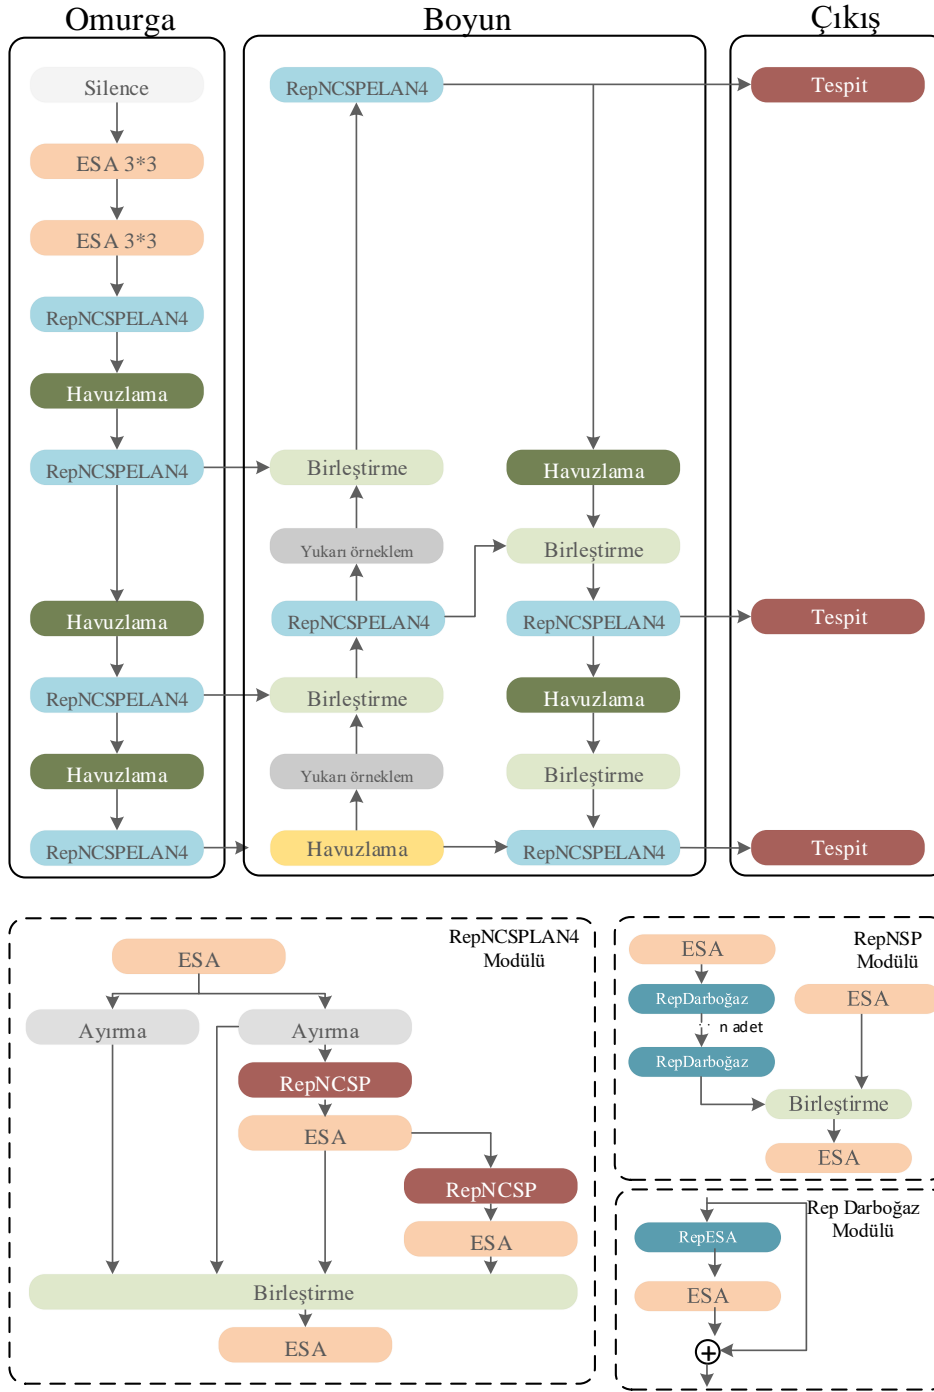 Omurga
Boyun
Çıkış
Silence
ESA 3*3
ESA 3*3
RepNCSPELAN4
Havuzlama
RepNCSPELAN4
Havuzlama
RepNCSPELAN4
Havuzlama
RepNCSPELAN4
RepNCSPELAN4
Birleştirme
Yukarı örneklem
RepNCSPELAN4
Birleştirme
Yukarı örneklem
Havuzlama
Havuzlama
Birleştirme
RepNCSPELAN4
Havuzlama
Birleştirme
RepNCSPELAN4
Tespit
Tespit
Tespit
RepNCSPLAN4
Modülü
ESA
Ayırma
Ayırma
RepNCSP
ESA
RepNCSP
ESA
Birleştirme
ESA
RepNSP
Modülü
ESA
RepDarboğaz
n adet
RepDarboğaz
ESA
Birleştirme
ESA
Rep Darboğaz
Modülü
RepESA
ESA
+